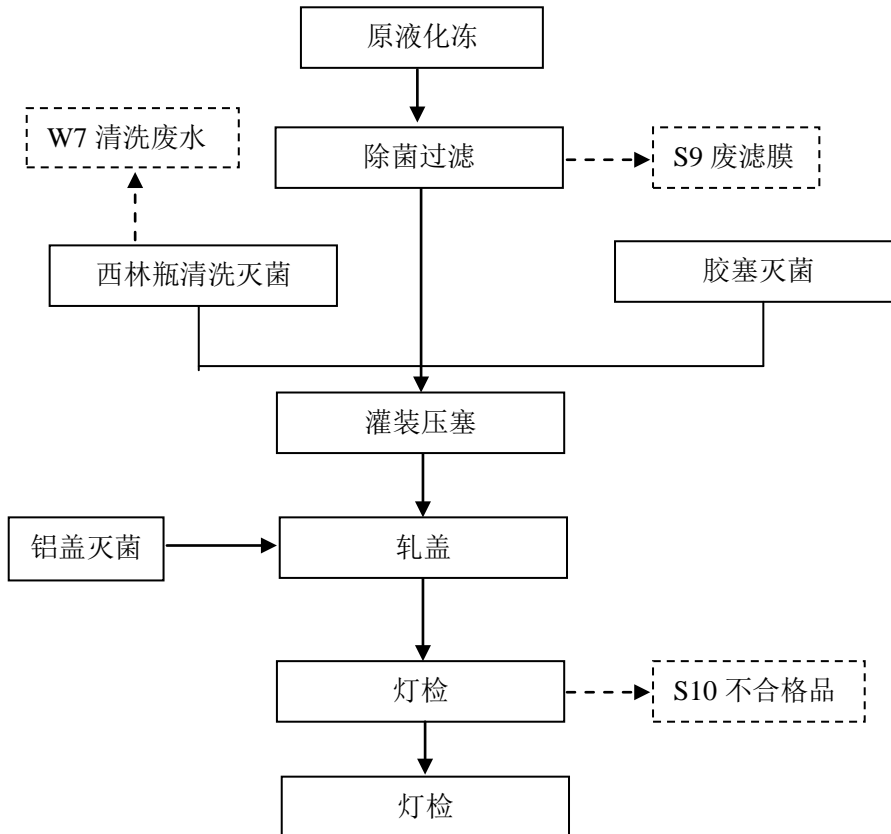 原液化冻
W7 清洗废水
除菌过滤
S9 废滤膜
西林瓶清洗灭菌
胶塞灭菌
灌装压塞
铝盖灭菌
轧盖
灯检
S10 不合格品
灯检